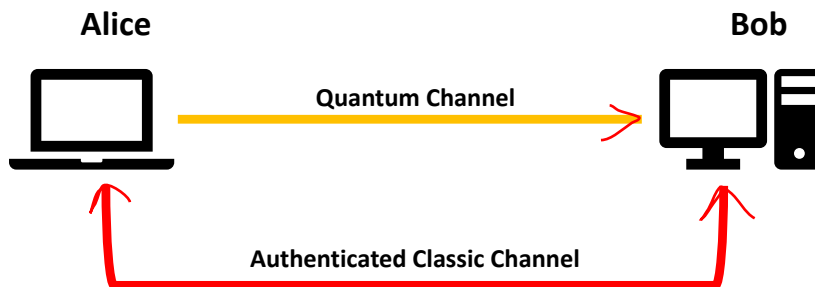 Alice
Bob
Quantum Channel
Authenticated Classic Channel